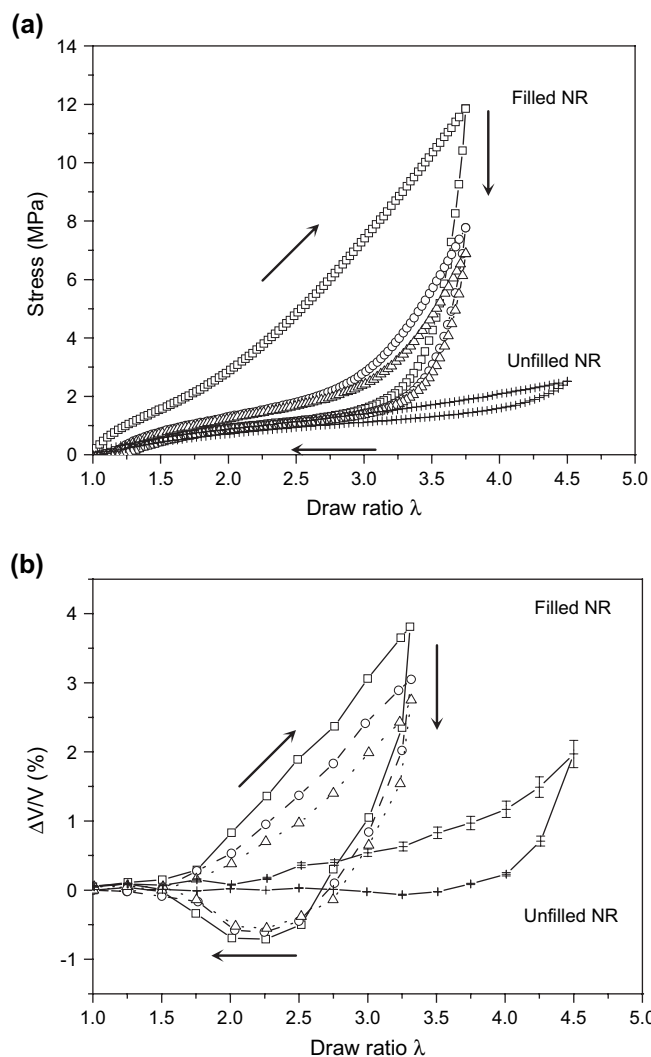 (a)
14
12
10
8
6
4
2
0
Stress (MPa)
Filled NR
Unfilled NR
1.0 1.5 2.0 2.5 3.0 3.5 4.0 4.5 5.0
Draw ratio λ
(b)
4
3
2
1
0
-1
ΔV/V (%)
Filled NR
Unfilled NR
1.0 1.5 2.0 2.5 3.0 3.5 4.0 4.5 5.0
Draw ratio λ